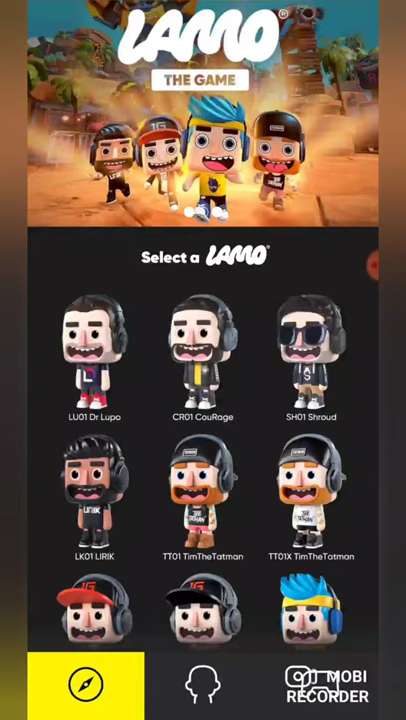 LAMO®
THE GAME
Select a LAMO®
LU01 Dr Lupo
CR01 CouRage
SH01 Shroud
LK01 LIRIK
TT01 TimTheTatman
TT01X TimTheTatman
MOBI
RECORDER